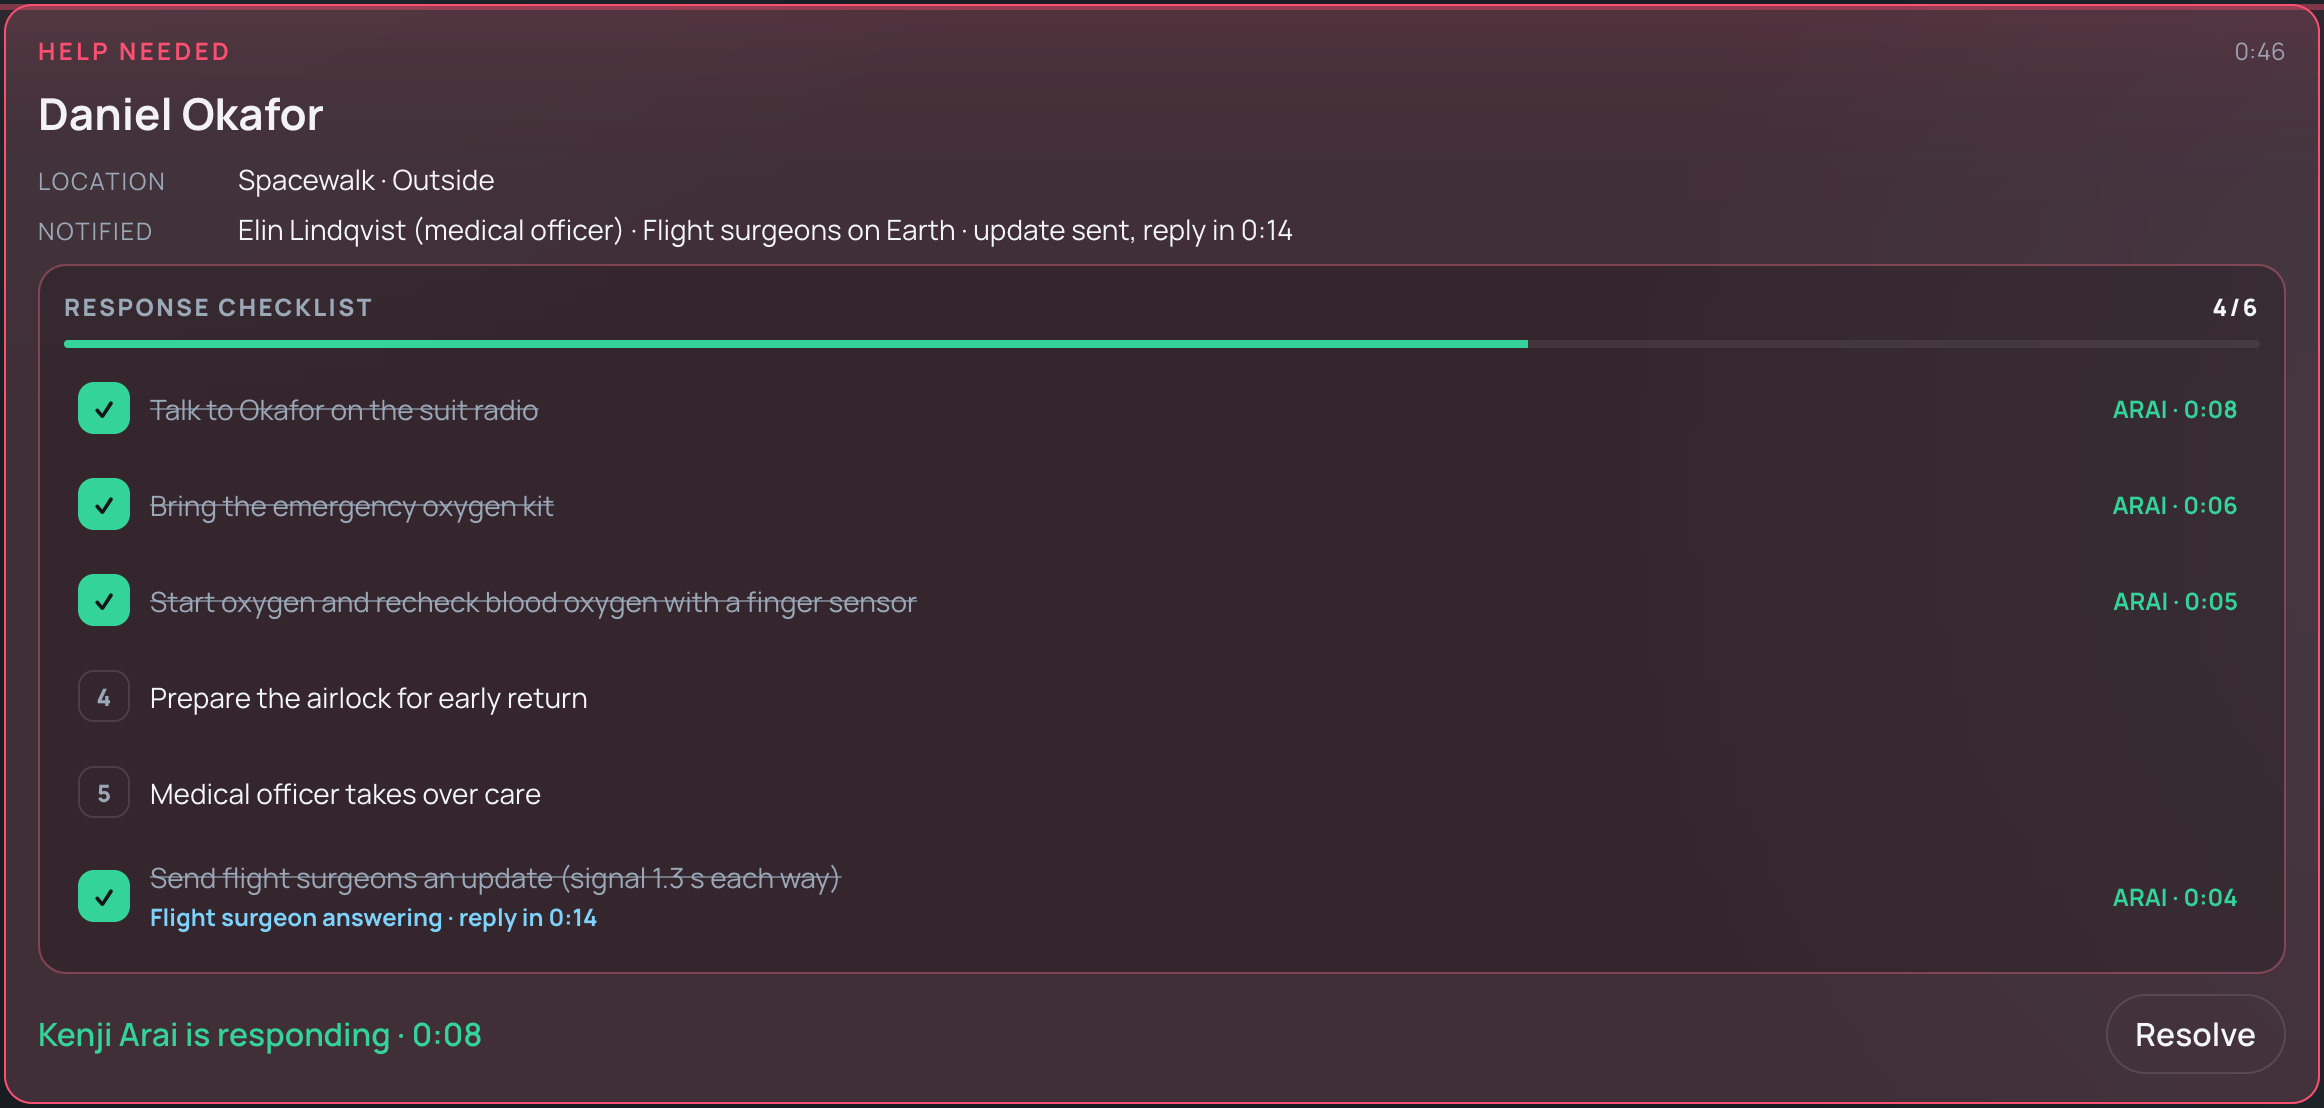 HELP NEEDED 0:46
Daniel Okafor
LOCATION Spacewalk · Outside
NOTIFIED Elin Lindqvist (medical officer) · Flight surgeons on Earth · update sent, reply in 0:14
RESPONSE CHECKLIST 4/6
Talk to Okafor on the suit radio ARAI · 0:08
Bring the emergency oxygen kit ARAI · 0:06
Start oxygen and recheck blood oxygen with a finger sensor ARAI · 0:05
4 Prepare the airlock for early return
5 Medical officer takes over care
Send flight surgeons an update (signal 1.3 s each way)
Flight surgeon answering · reply in 0:14 ARAI · 0:04
Kenji Arai is responding · 0:08 Resolve